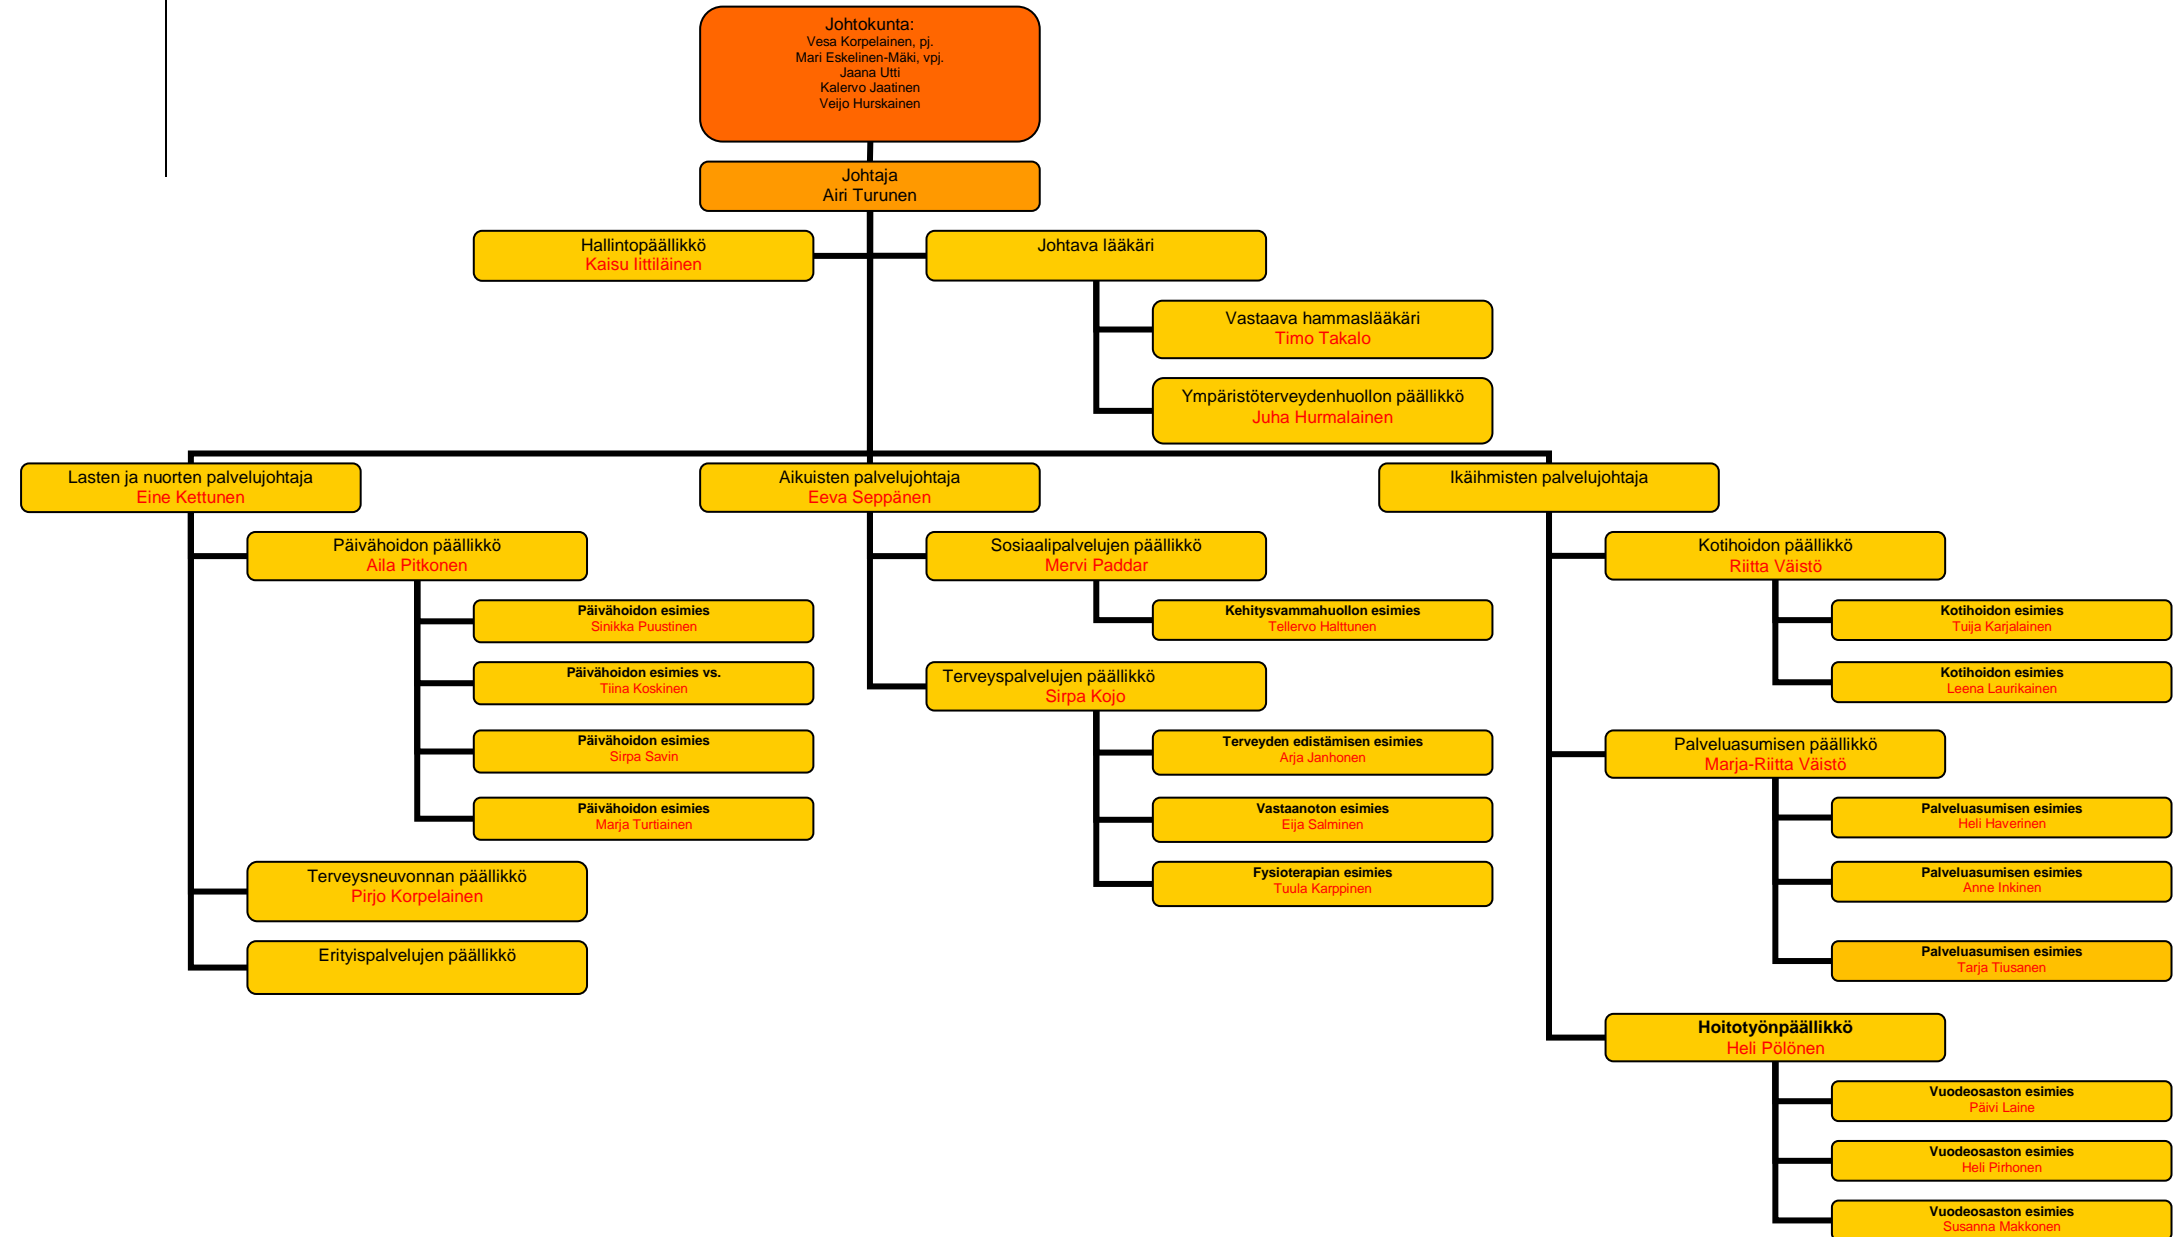 Johtokunta:
Vesa Korpelainen, pj.
Mari Eskelinen-Mäki, vpj.
Jaana Utti
Kalervo Jaatinen
Veijo Hurskainen
Johtaja
Airi Turunen
Hallintopäällikkö
Kaisu Iittiläinen
Johtava lääkäri
Vastaava hammaslääkäri
Timo Takalo
Ympäristöterveydenhuollon päällikkö
Juha Hurmalainen
Lasten ja nuorten palvelujohtaja
Eine Kettunen
Päivähoidon päällikkö
Aila Pitkonen
Päivähoidon esimies
Sinikka Puustinen
Päivähoidon esimies vs.
Tiina Koskinen
Päivähoidon esimies
Sirpa Savin
Päivähoidon esimies
Marja Turtiainen
Terveysneuvonnan päällikkö
Pirjo Korpelainen
Erityispalvelujen päällikkö
Aikuisten palvelujohtaja
Eeva Seppänen
Sosiaalipalvelujen päällikkö
Mervi Paddar
Kehitysvammahuollon esimies
Tellervo Halttunen
Terveyspalvelujen päällikkö
Sirpa Kojo
Terveyden edistämisen esimies
Arja Janhonen
Vastaanoton esimies
Eija Salminen
Fysioterapian esimies
Tuula Karppinen
Ikäihmisten palvelujohtaja
Kotihoidon päällikkö
Riitta Väistö
Kotihoidon esimies
Tuija Karjalainen
Kotihoidon esimies
Leena Laurikainen
Palveluasumisen päällikkö
Marja-Riitta Väistö
Palveluasumisen esimies
Heli Haverinen
Palveluasumisen esimies
Anne Inkinen
Palveluasumisen esimies
Tarja Tiusanen
Hoitotyönpäällikkö
Heli Pölönen
Vuodeosaston esimies
Päivi Laine
Vuodeosaston esimies
Heli Pirhonen
Vuodeosaston esimies
Susanna Makkonen